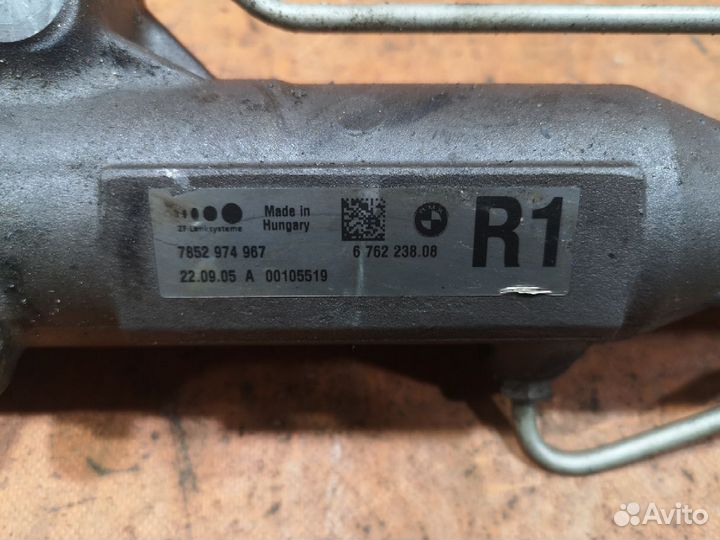 ZF Lenksysteme
Made in
Hungary
R1
7852 974 967
6 762 238.08
22.09.05 A 00105519
Avito